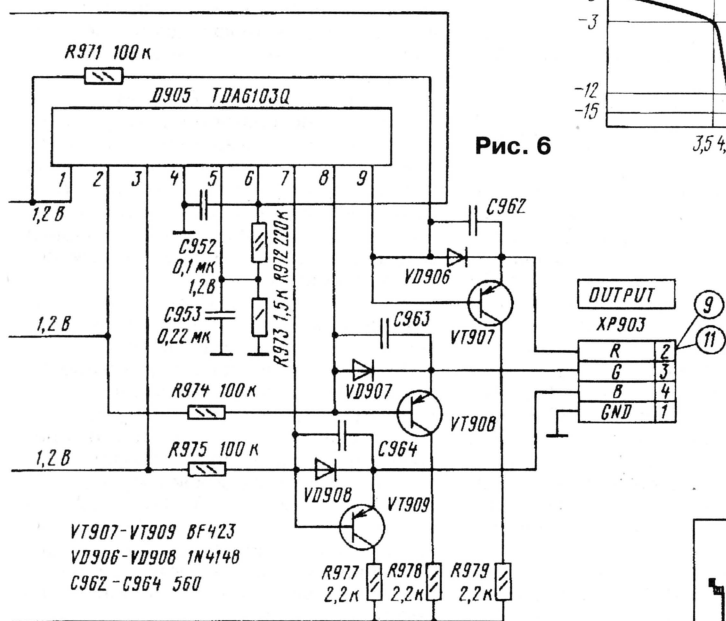 -3
-12
-15
3,5 4,
Рис. 6
R971 100 к
D905 TDA6103Q
1 2 3 4 5 6 7 8 9
1,2 В
C952
0,1 мк
1,2 В
R972 220 к
C953
0,22 мк
R973 1,5 к
C962
VD906
VT907
1,2 В
C963
VD907
VT908
R974 100 к
C964
1,2 В
R975 100 к
VD908
VT909
OUTPUT
XP903
R 2
G 3
B 4
GND 1
9
11
VT907-VT909 BF423
VD906-VD908 1N4148
C962-C964 560
R977
2,2 к
R978
2,2 к
R979
2,2 к